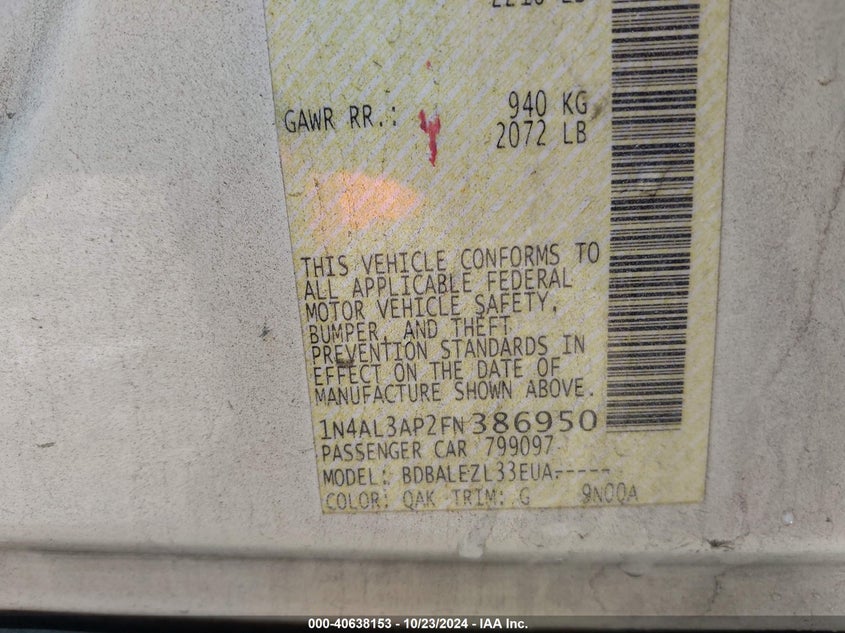 GAWR RR.: 940 KG
2072 LB
THIS VEHICLE CONFORMS TO
ALL APPLICABLE FEDERAL
MOTOR VEHICLE SAFETY,
BUMPER, AND THEFT
PREVENTION STANDARDS IN
EFFECT ON THE DATE OF
MANUFACTURE SHOWN ABOVE.
1N4AL3AP2FN386950
PASSENGER CAR 799097
MODEL: BDBALEZL33EUA-----
COLOR: QAK TRIM: G 9N00A
000-40638153 - 10/23/2024 - IAA Inc.